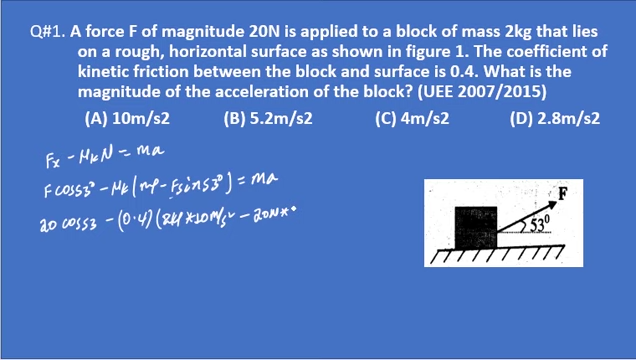 Q#1. A force F of magnitude 20N is applied to a block of mass 2kg that lies
on a rough, horizontal surface as shown in figure 1. The coefficient of
kinetic friction between the block and surface is 0.4. What is the
magnitude of the acceleration of the block? (UEE 2007/2015)
(A) 10m/s2 (B) 5.2m/s2 (C) 4m/s2 (D) 2.8m/s2
Fx - μkN = ma
F cos53° - μk(mg - Fsin53°) = ma
20 cos53 - (0.4)(2kg*10m/s² - 20N*
F
53⁰